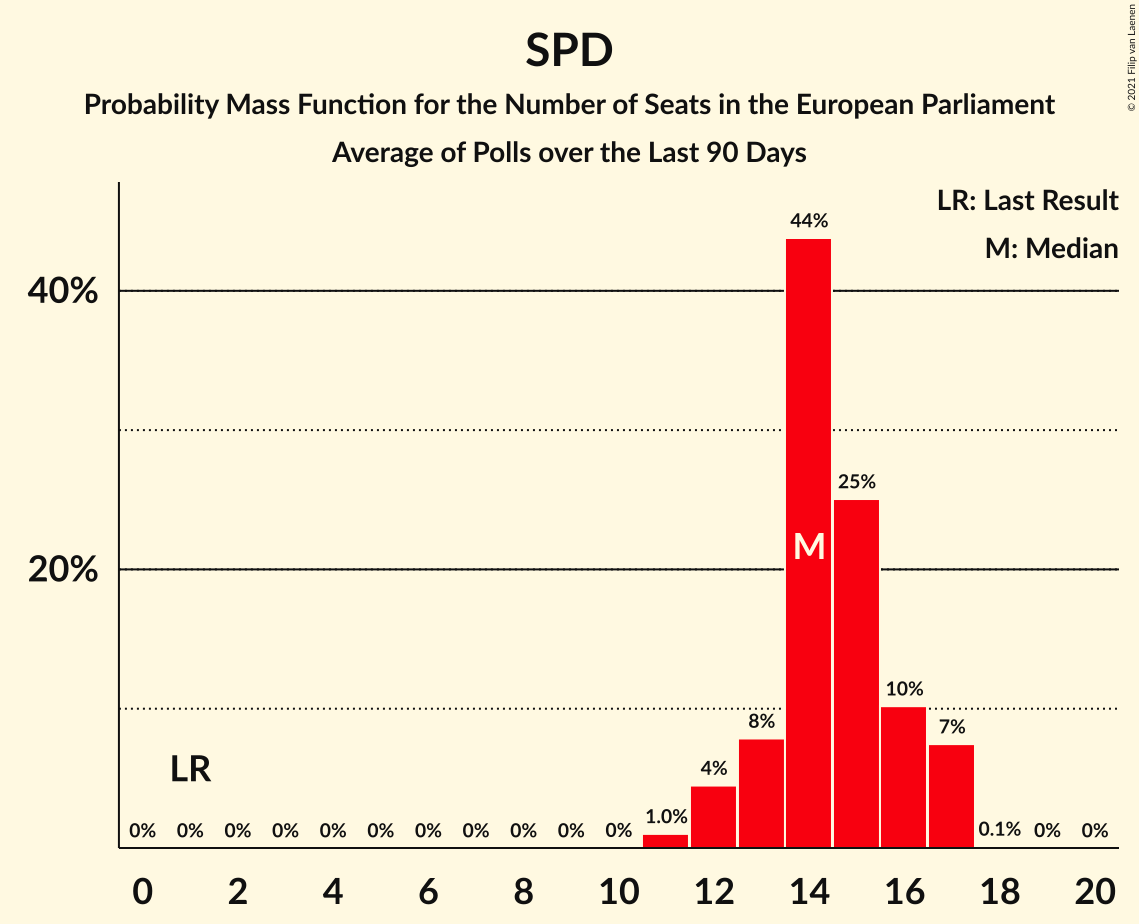 SPD
Probability Mass Function for the Number of Seats in the European Parliament
Average of Polls over the Last 90 Days
© 2021 Filip van Laenen
LR: Last Result
M: Median
40%
20%
44%
25%
M
10%
8%
7%
4%
LR
1.0%
0% 0% 0% 0% 0% 0% 0% 0% 0% 0% 0% 0.1% 0% 0%
0 2 4 6 8 10 12 14 16 18 20